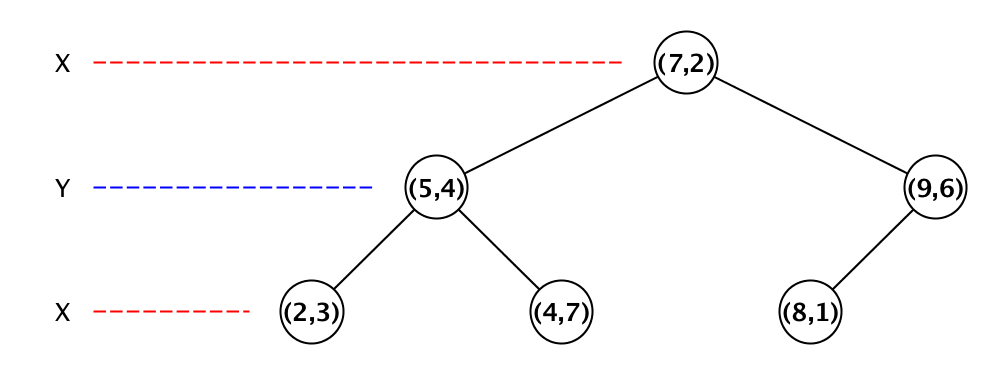 X (7,2)
Y (5,4) (9,6)
X (2,3) (4,7) (8,1)